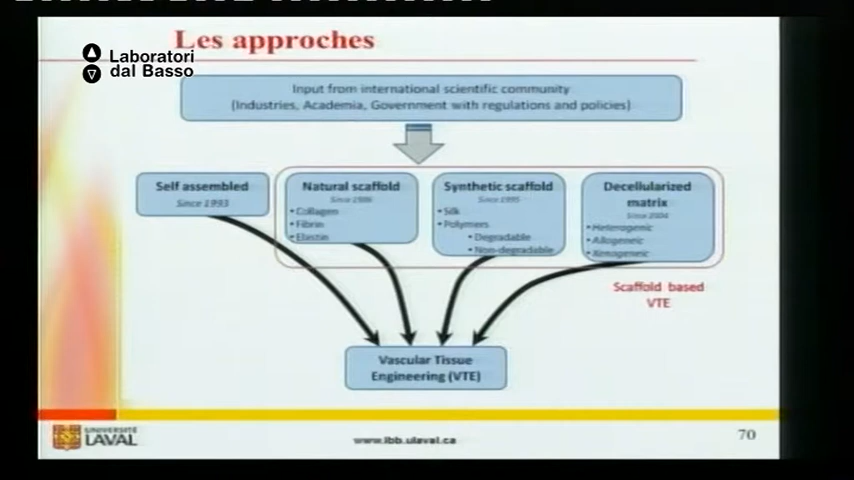 Les approches
Laboratori
dal Basso
Input from international scientific community
(Industries, Academia, Government with regulations and policies)
Self assembled
Since 1993
Natural scaffold
Since 1986
• Collagen
• Fibrin
• Elastin
Synthetic scaffold
Since 1995
• Silk
• Polymers
• Degradable
• Non-degradable
Decellularized
matrix
Since 2004
• Heterogenic
• Allogeneic
• Xenogeneic
Scaffold based
VTE
Vascular Tissue
Engineering (VTE)
UNIVERSITÉ
LAVAL
www.lbb.ulaval.ca
70